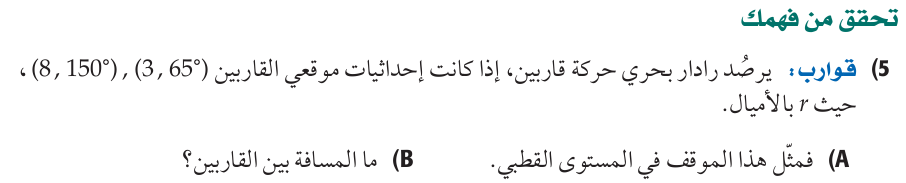 تحقق من فهمك
5) قوارب: يرصُد رادار بحري حركة قاربين، إذا كانت إحداثيات موقعي القاربين (8, 150°) , (3, 65°)،
حيث r بالأميال.
A) فمثّل هذا الموقف في المستوى القطبي. B) ما المسافة بين القاربين؟